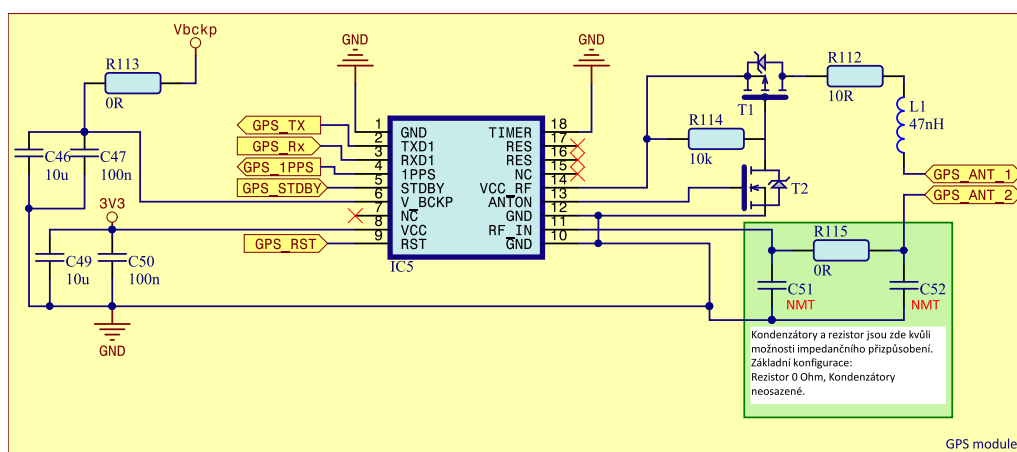 Vbckp
R113
0R
C46
10u
C47
100n
3V3
C49
10u
C50
100n
GND
GND
GND
GPS_TX
GPS_Rx
GPS_1PPS
GPS_STDBY
GPS_RST
1 GND
2 TXD1
3 RXD1
4 1PPS
5 STDBY
6 V_BCKP
7 NC
8 VCC
9 RST
18 TIMER
17 RES
16 RES
15 NC
14 VCC_RF
13 ANTON
12 GND
11 RF_IN
10 GND
IC5
T1
R112
10R
L1
47nH
R114
10k
T2
GPS_ANT_1
GPS_ANT_2
R115
0R
C51
NMT
C52
NMT
Kondenzátory a rezistor jsou zde kvůli
možnosti impedančního přizpůsobení.
Základní konfigurace:
Rezistor 0 Ohm, Kondenzátory
neosazené.
GPS module